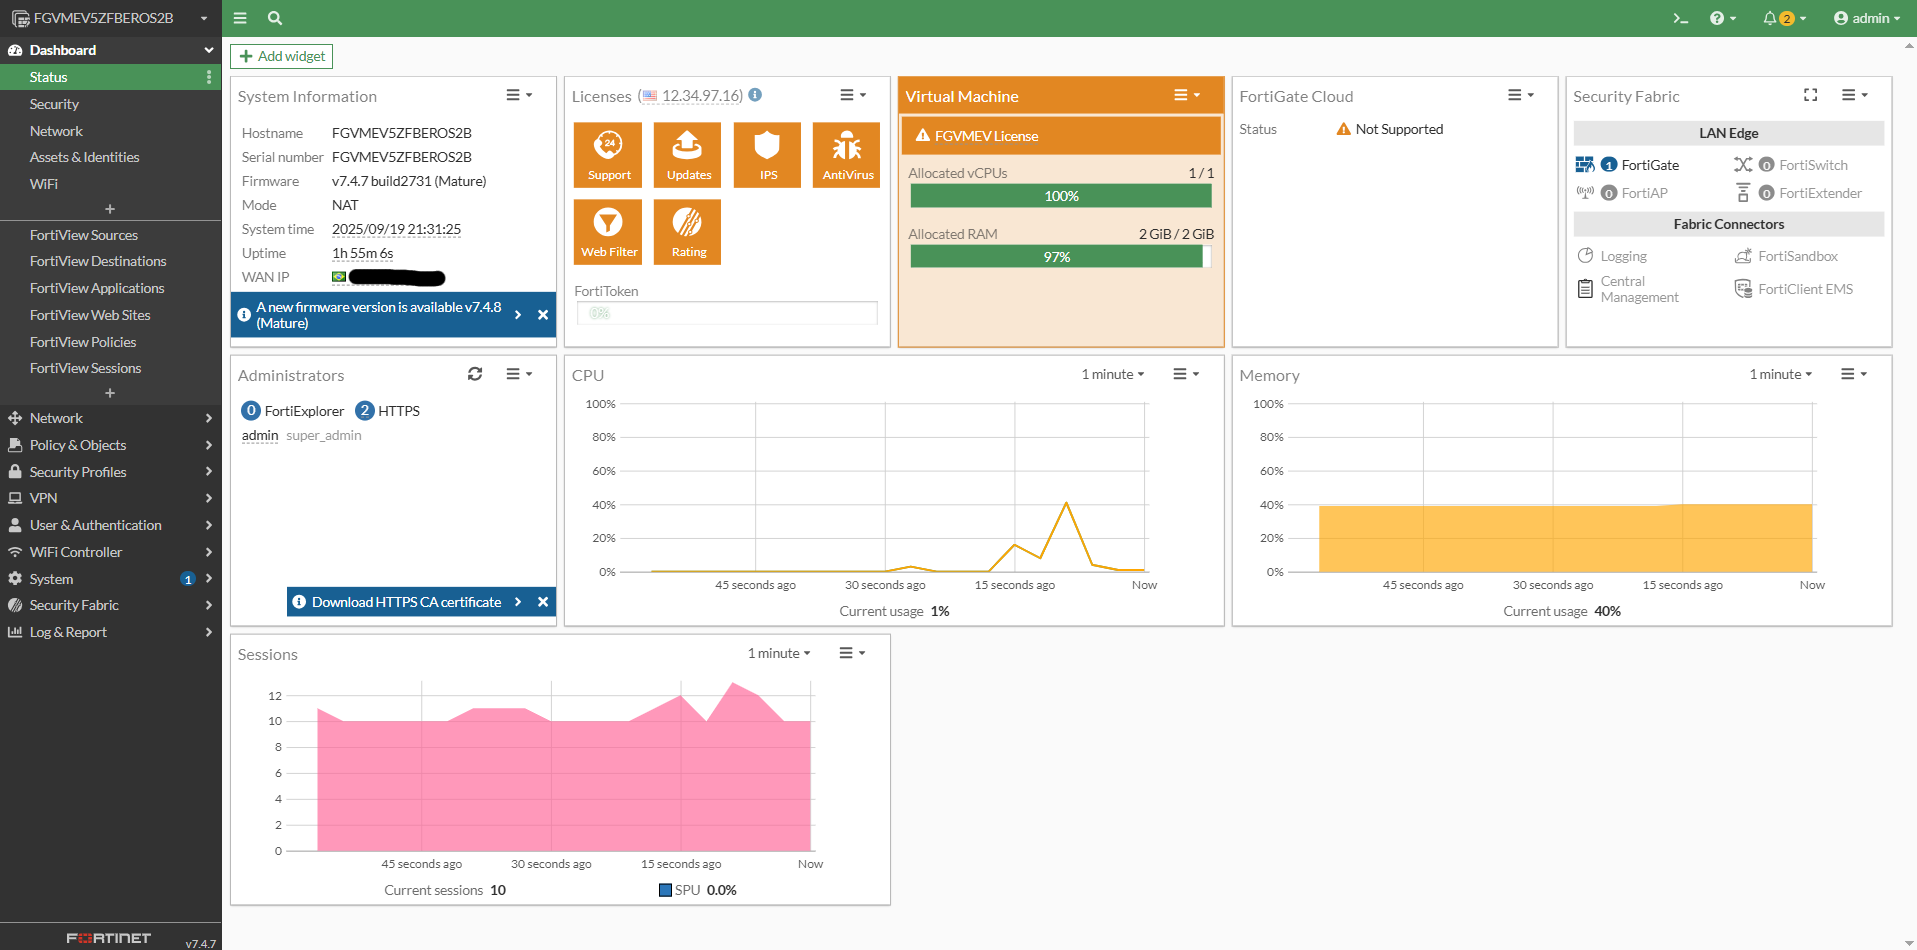 FGVMEV5ZFBEROS2B
2
admin
Dashboard
Status
Security
Network
Assets & Identities
WiFi
FortiView Sources
FortiView Destinations
FortiView Applications
FortiView Web Sites
FortiView Policies
FortiView Sessions
Network
Policy & Objects
Security Profiles
VPN
User & Authentication
WiFi Controller
System 1
Security Fabric
Log & Report
FORTINET
v7.4.7
Add widget
System Information
Hostname FGVMEV5ZFBEROS2B
Serial number FGVMEV5ZFBEROS2B
Firmware v7.4.7 build2731 (Mature)
Mode NAT
System time 2025/09/19 21:31:25
Uptime 1h 55m 6s
WAN IP
A new firmware version is available v7.4.8
(Mature)
Licenses (12.34.97.16)
24
Support Updates IPS AntiVirus
Web Filter Rating
FortiToken
0%
Virtual Machine
FGVMEV License
Allocated vCPUs 1 / 1
100%
Allocated RAM 2 GiB / 2 GiB
97%
FortiGate Cloud
Status Not Supported
Security Fabric
LAN Edge
1 FortiGate 0 FortiSwitch
0 FortiAP 0 FortiExtender
Fabric Connectors
Logging FortiSandbox
Central
Management
FortiClient EMS
Administrators
0 FortiExplorer 2 HTTPS
admin super_admin
Download HTTPS CA certificate
CPU 1 minute
100%
80%
60%
40%
20%
0%
45 seconds ago 30 seconds ago 15 seconds ago Now
Current usage 1%
Memory 1 minute
100%
80%
60%
40%
20%
0%
45 seconds ago 30 seconds ago 15 seconds ago Now
Current usage 40%
Sessions 1 minute
12
10
8
6
4
2
0
45 seconds ago 30 seconds ago 15 seconds ago Now
Current sessions 10 SPU 0.0%